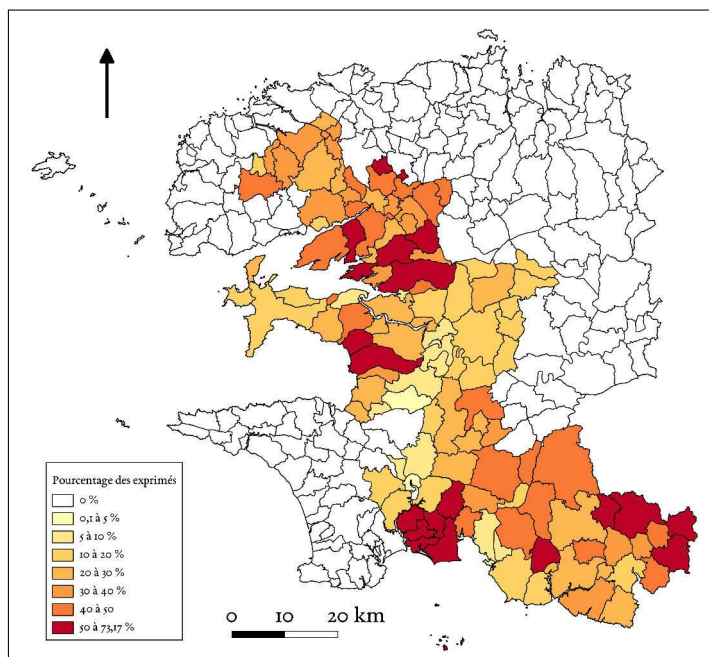 Pourcentage des exprimés
0 %
0,1 à 5 %
5 à 10 %
10 à 20 %
20 à 30 %
30 à 40 %
40 à 50
50 à 73,17 %
0 10 20 km